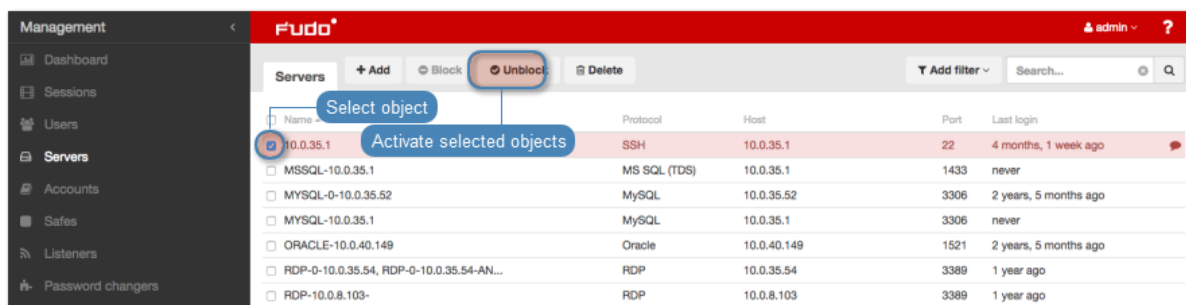 Management <
FUDO
admin ?
Dashboard
Sessions
Users
Servers
Accounts
Safes
Listeners
Password changers
Servers + Add Block Unblock Delete Add filter Search...
Select object
Activate selected objects
Name Protocol Host Port Last login
10.0.35.1 SSH 10.0.35.1 22 4 months, 1 week ago
MSSQL-10.0.35.1 MS SQL (TDS) 10.0.35.1 1433 never
MYSQL-0-10.0.35.52 MySQL 10.0.35.52 3306 2 years, 5 months ago
MYSQL-10.0.35.1 MySQL 10.0.35.1 3306 never
ORACLE-10.0.40.149 Oracle 10.0.40.149 1521 2 years, 5 months ago
RDP-0-10.0.35.54, RDP-0-10.0.35.54-AN... RDP 10.0.35.54 3389 1 year ago
RDP-10.0.8.103- RDP 10.0.8.103 3389 1 year ago